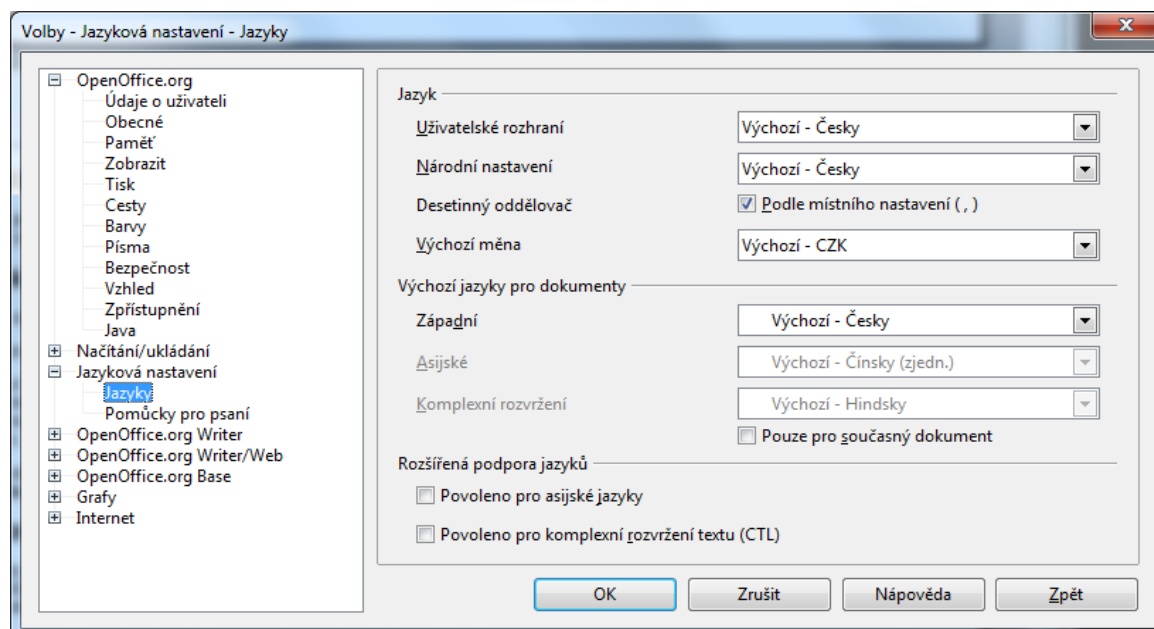 Volby - Jazyková nastavení - Jazyky
OpenOffice.org
Údaje o uživateli
Obecné
Paměť
Zobrazit
Tisk
Cesty
Barvy
Písma
Bezpečnost
Vzhled
Zpřístupnění
Java
Načítání/ukládání
Jazyková nastavení
Jazyky
Pomůcky pro psaní
OpenOffice.org Writer
OpenOffice.org Writer/Web
OpenOffice.org Base
Grafy
Internet
Jazyk
Uživatelské rozhraní Výchozí - Česky
Národní nastavení Výchozí - Česky
Desetinný oddělovač Podle místního nastavení ( , )
Výchozí měna Výchozí - CZK
Výchozí jazyky pro dokumenty
Západní Výchozí - Česky
Asijské Výchozí - Čínsky (zjedn.)
Komplexní rozvržení Výchozí - Hindsky
Pouze pro současný dokument
Rozšířená podpora jazyků
Povoleno pro asijské jazyky
Povoleno pro komplexní rozvržení textu (CTL)
OK Zrušit Nápověda Zpět